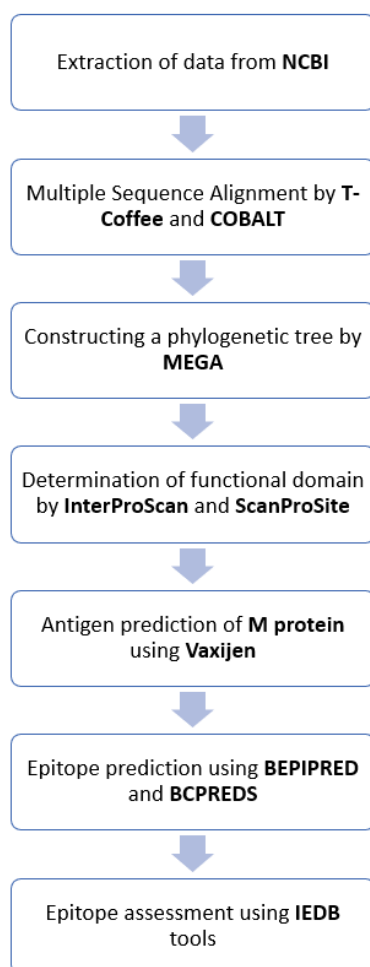 Extraction of data from NCBI
Multiple Sequence Alignment by T-
Coffee and COBALT
Constructing a phylogenetic tree by
MEGA
Determination of functional domain
by InterProScan and ScanProSite
Antigen prediction of M protein
using Vaxijen
Epitope prediction using BEPIPRED
and BCPREDS
Epitope assessment using IEDB
tools